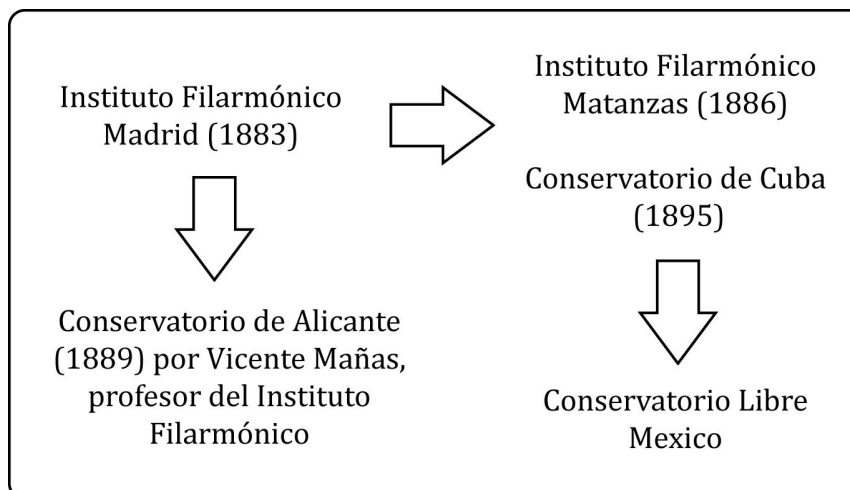 Instituto Filarmónico
Madrid (1883)
Instituto Filarmónico
Matanzas (1886)
Conservatorio de Cuba
(1895)
Conservatorio de Alicante
(1889) por Vicente Mañas,
profesor del Instituto
Filarmónico
Conservatorio Libre
Mexico